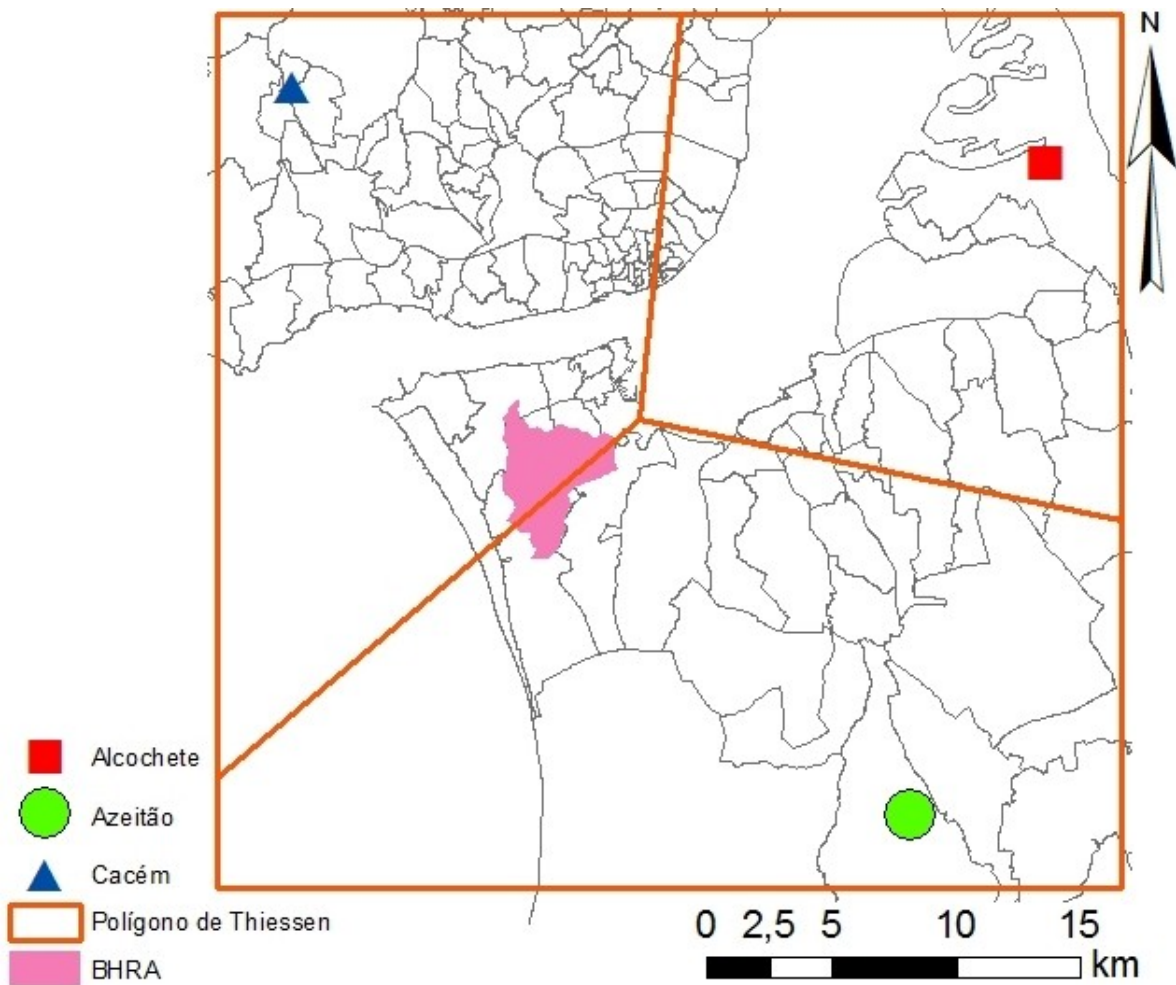 N
Alcochete
Azeitão
Cacém
Polígono de Thiessen
BHRA
0 2,5 5 10 15
km